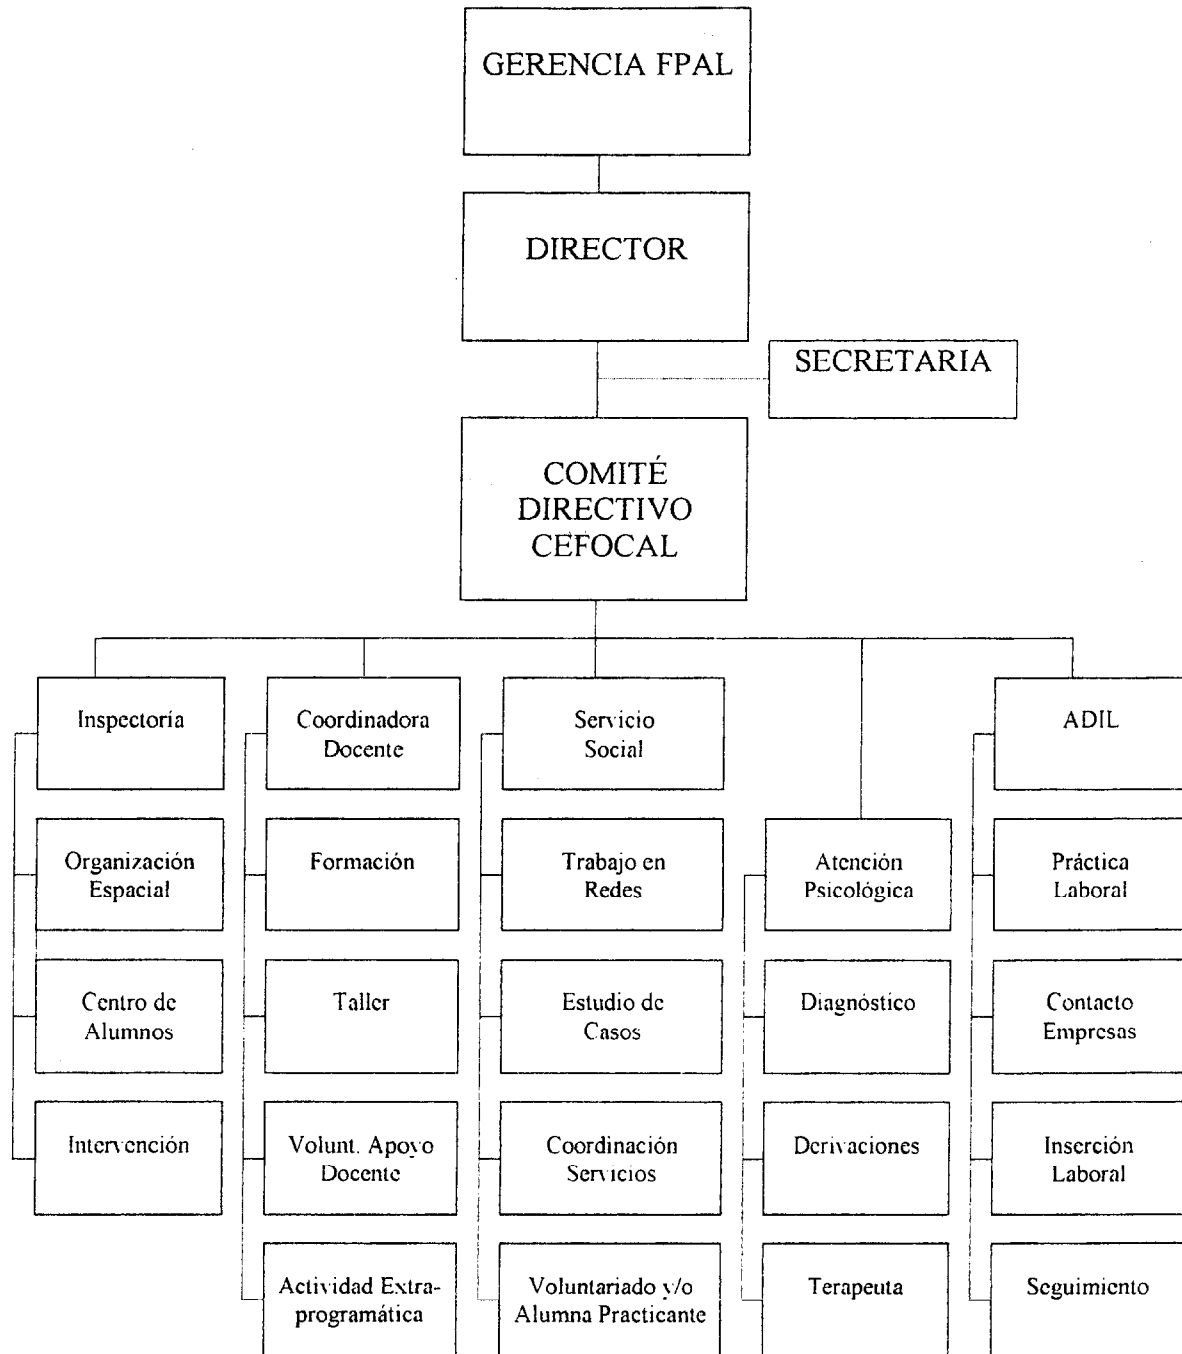 GERENCIA FPAL
DIRECTOR
SECRETARIA
COMITÉ
DIRECTIVO
CEFOCAL
Inspectoría
Coordinadora
Docente
Servicio
Social
ADIL
Organización
Espacial
Formación
Trabajo en
Redes
Atención
Psicológica
Práctica
Laboral
Centro de
Alumnos
Taller
Estudio de
Casos
Diagnóstico
Contacto
Empresas
Intervención
Volunt. Apoyo
Docente
Coordinación
Servicios
Derivaciones
Inserción
Laboral
Actividad Extra-
programática
Voluntariado y/o
Alumna Practicante
Terapeuta
Seguimiento